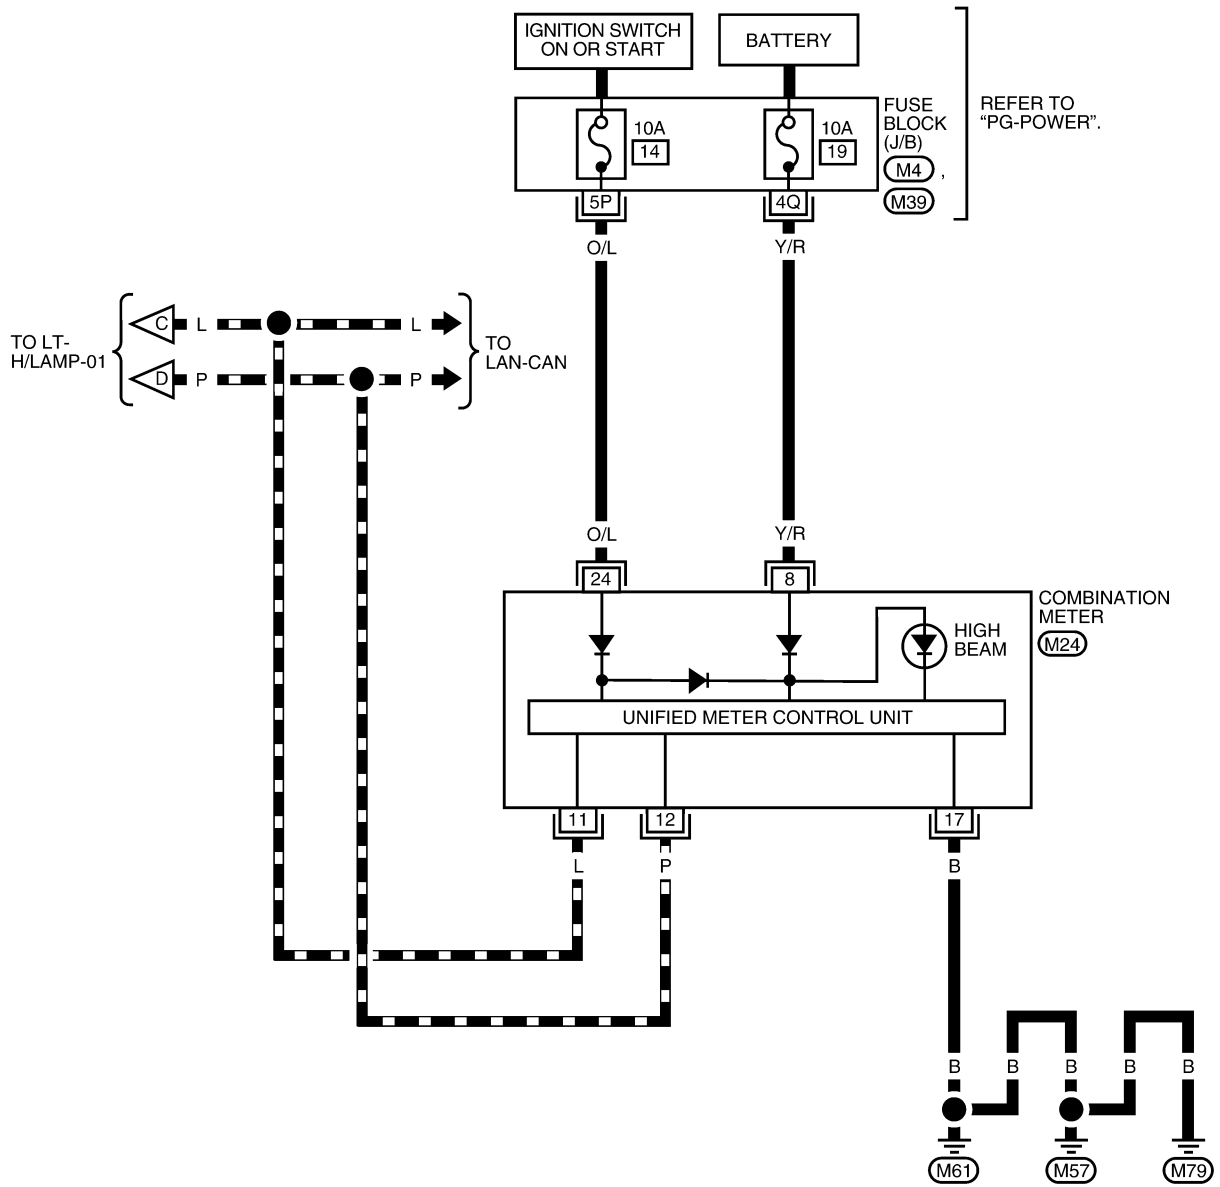 IGNITION SWITCH
ON OR START
BATTERY
FUSE
BLOCK
(J/B)
M4 ,
M39
REFER TO
“PG-POWER”.
10A
14
10A
19
5P
4Q
O/L
Y/R
TO LT-
H/LAMP-01
C
L
L
D
P
P
TO
LAN-CAN
O/L
Y/R
24
8
COMBINATION
METER
M24
HIGH
BEAM
UNIFIED METER CONTROL UNIT
11
12
17
L
P
B
B
B
B
B
B
M61
M57
M79